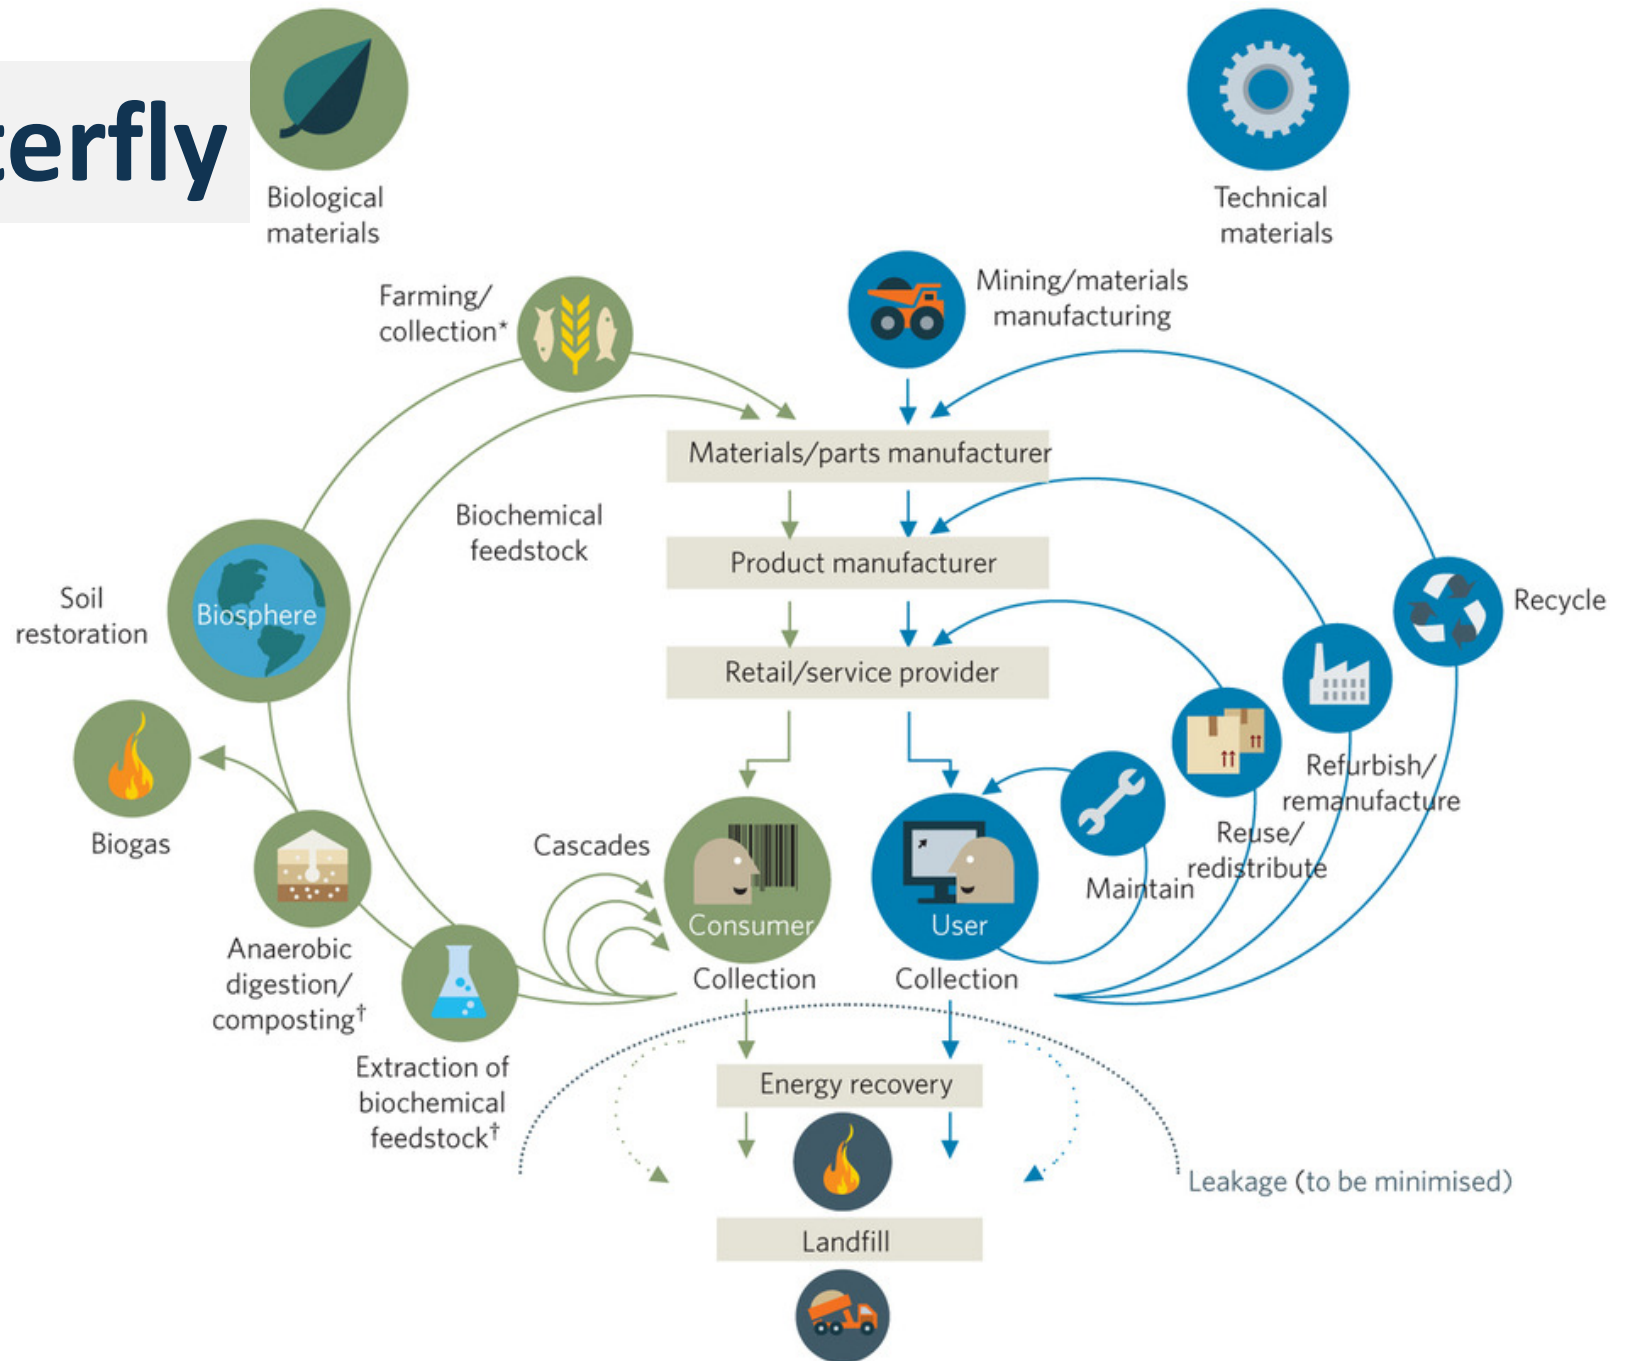 terfly
Biological
materials
Technical
materials
Farming/
collection*
Mining/materials
manufacturing
Materials/parts manufacturer
Biochemical
feedstock
Product manufacturer
Soil
restoration
Biosphere
Recycle
Retail/service provider
Biogas
Refurbish/
remanufacture
Reuse/
redistribute
Maintain
Cascades
Consumer
User
Collection
Collection
Anaerobic
digestion/
composting†
Extraction of
biochemical
feedstock†
Energy recovery
Leakage (to be minimised)
Landfill